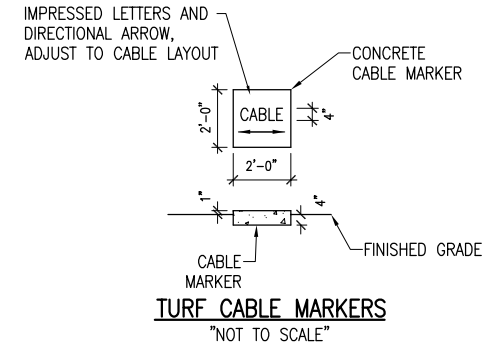 IMPRESSED LETTERS AND
DIRECTIONAL ARROW,
ADJUST TO CABLE LAYOUT
CONCRETE
CABLE MARKER
2'-0"
CABLE
4"
2'-0"
1"
4"
FINISHED GRADE
CABLE
MARKER
TURF CABLE MARKERS
"NOT TO SCALE"